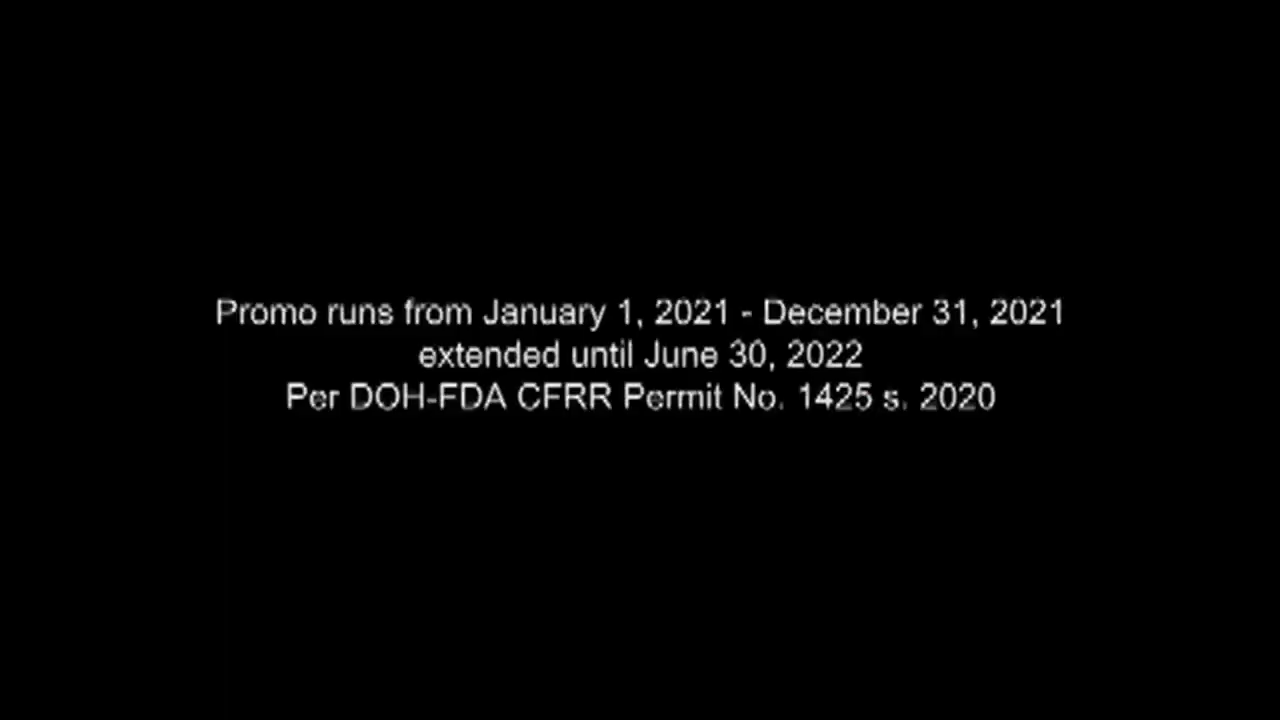 Promo runs from January 1, 2021 - December 31, 2021
extended until June 30, 2022
Per DOH-FDA CFRR Permit No. 1425 s. 2020